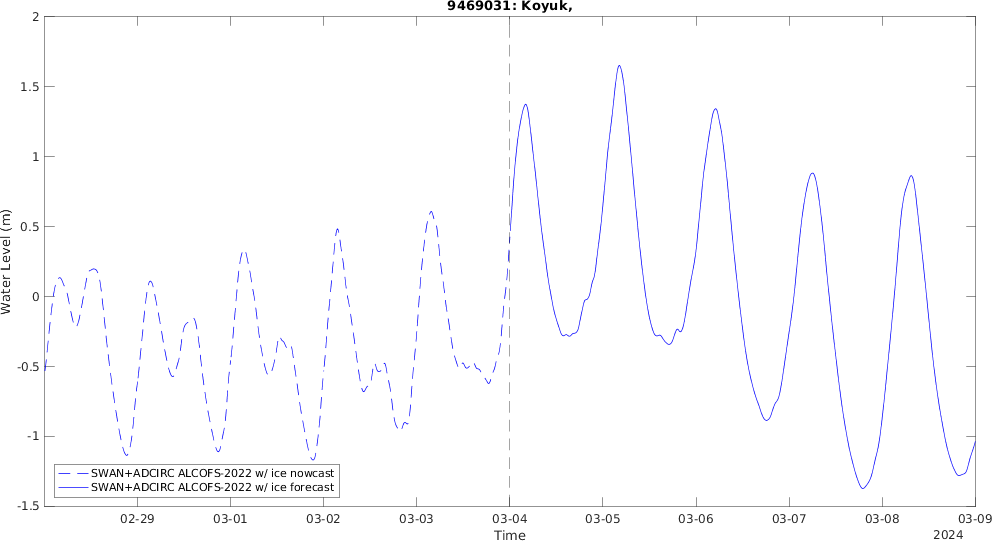 9469031: Koyuk,
2
1.5
1
0.5
0
-0.5
-1
-1.5
Water Level (m)
SWAN+ADCIRC ALCOFS-2022 w/ ice nowcast
SWAN+ADCIRC ALCOFS-2022 w/ ice forecast
02-29 03-01 03-02 03-03 03-04 03-05 03-06 03-07 03-08 03-09
Time
2024